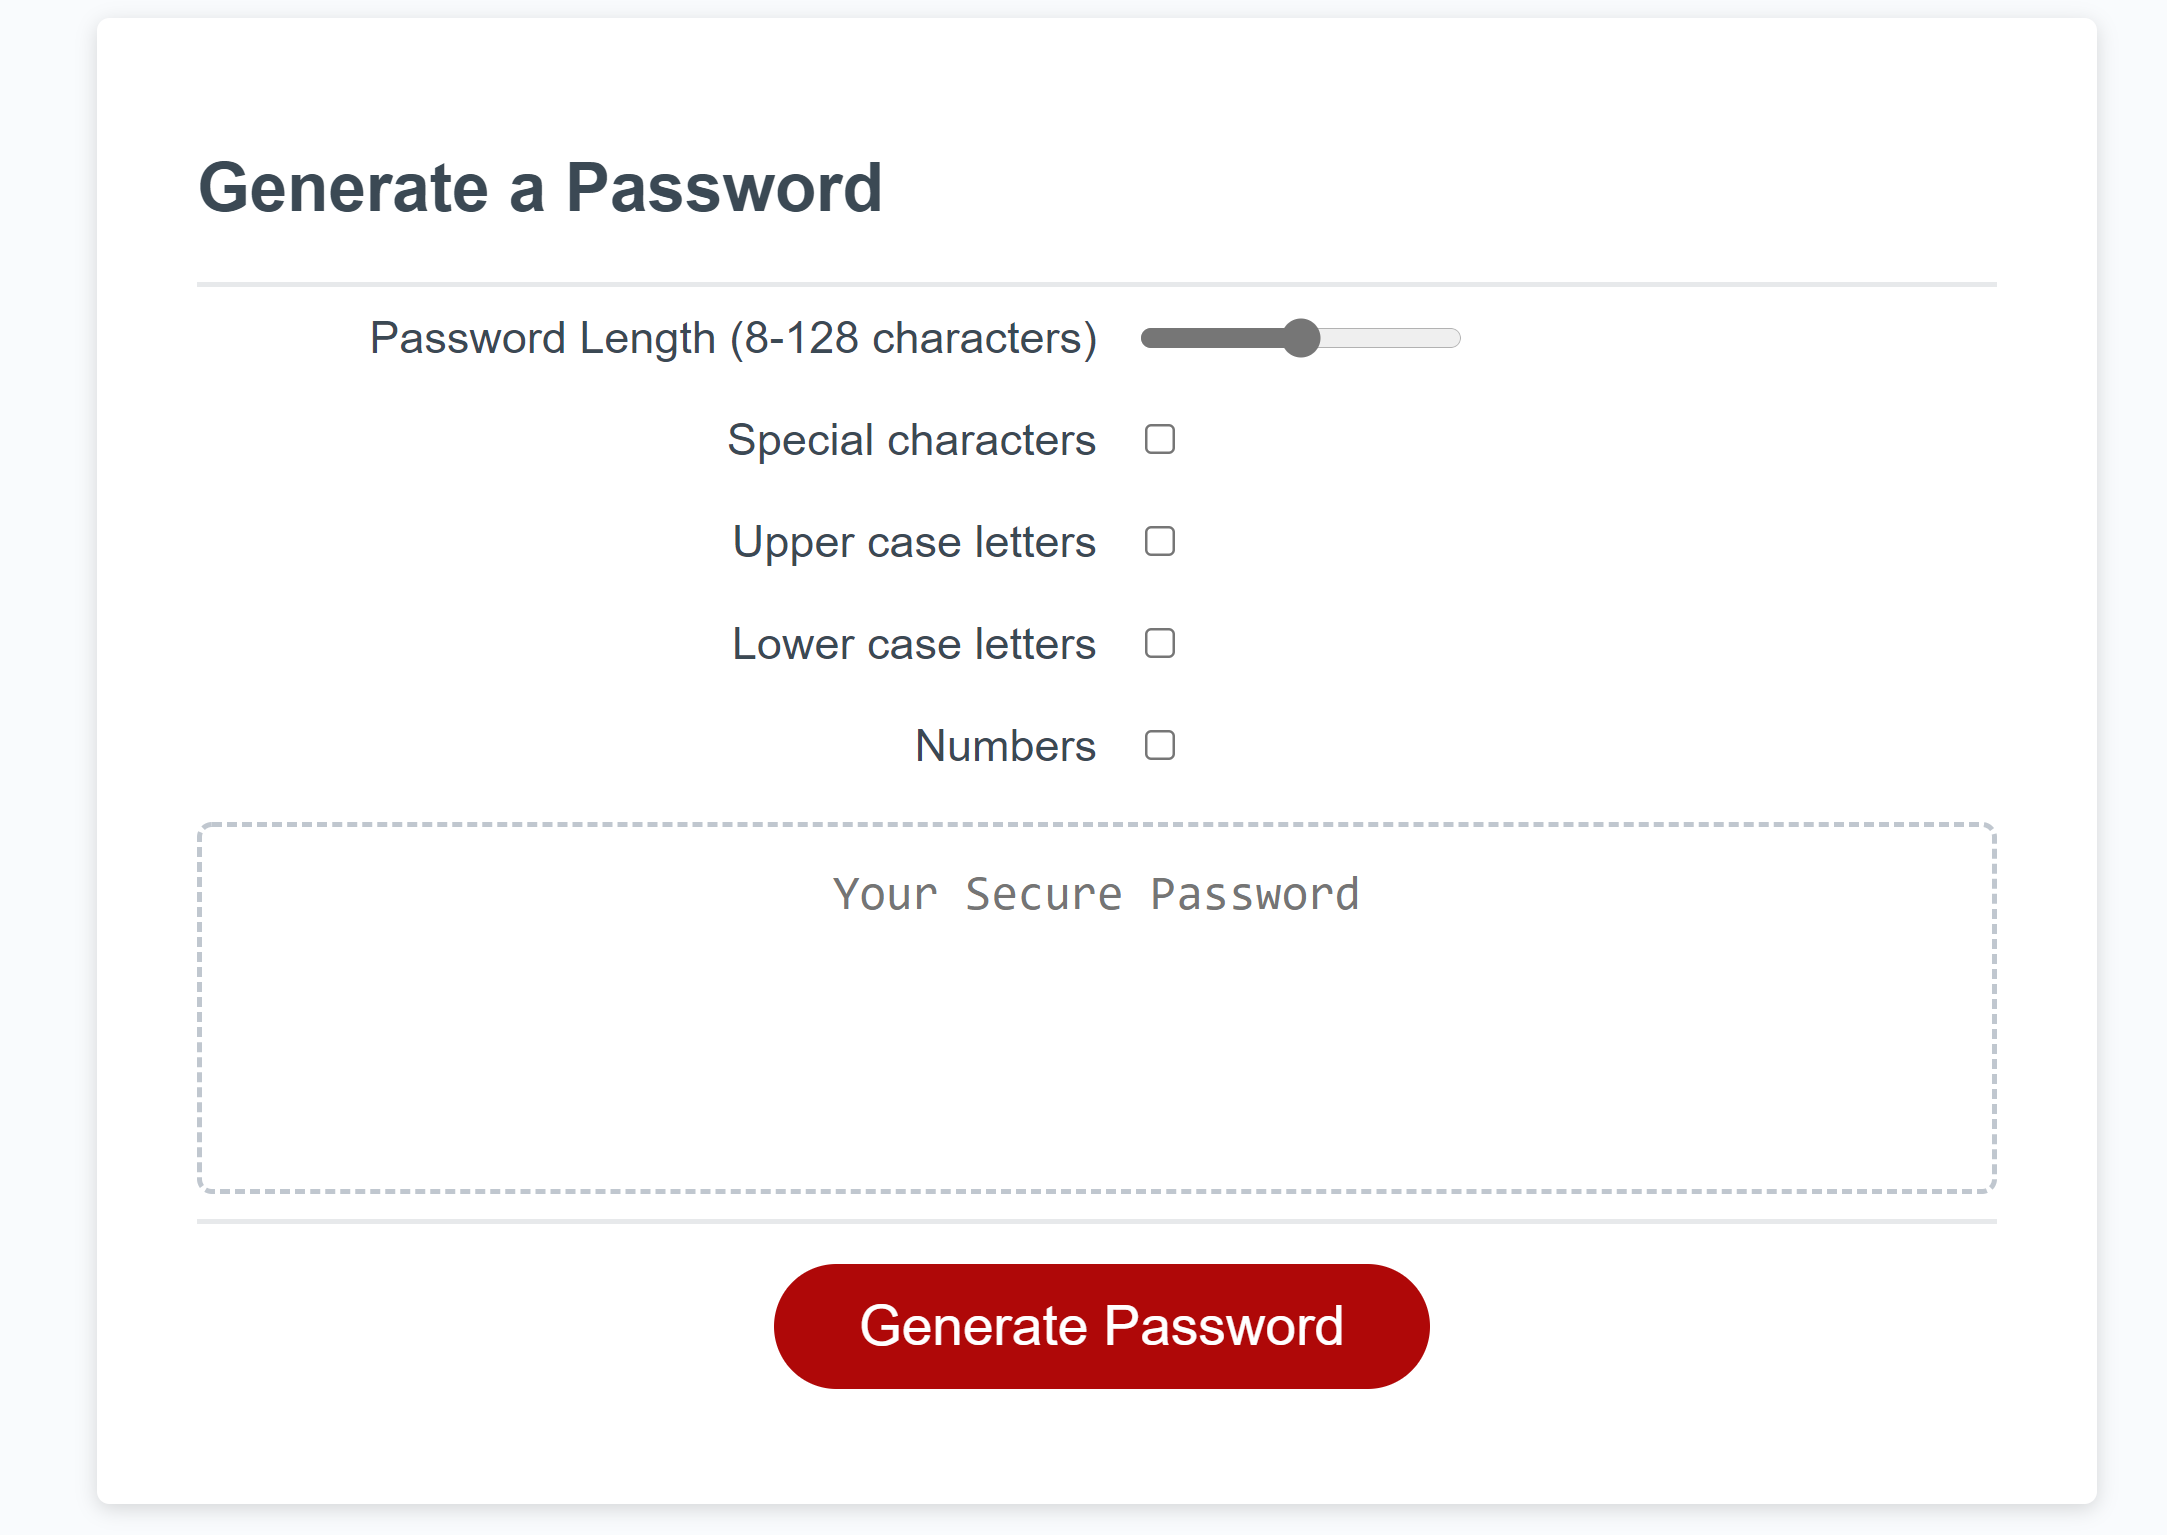 Generate a Password
Password Length (8-128 characters)
Special characters
Upper case letters
Lower case letters
Numbers
Your Secure Password
Generate Password